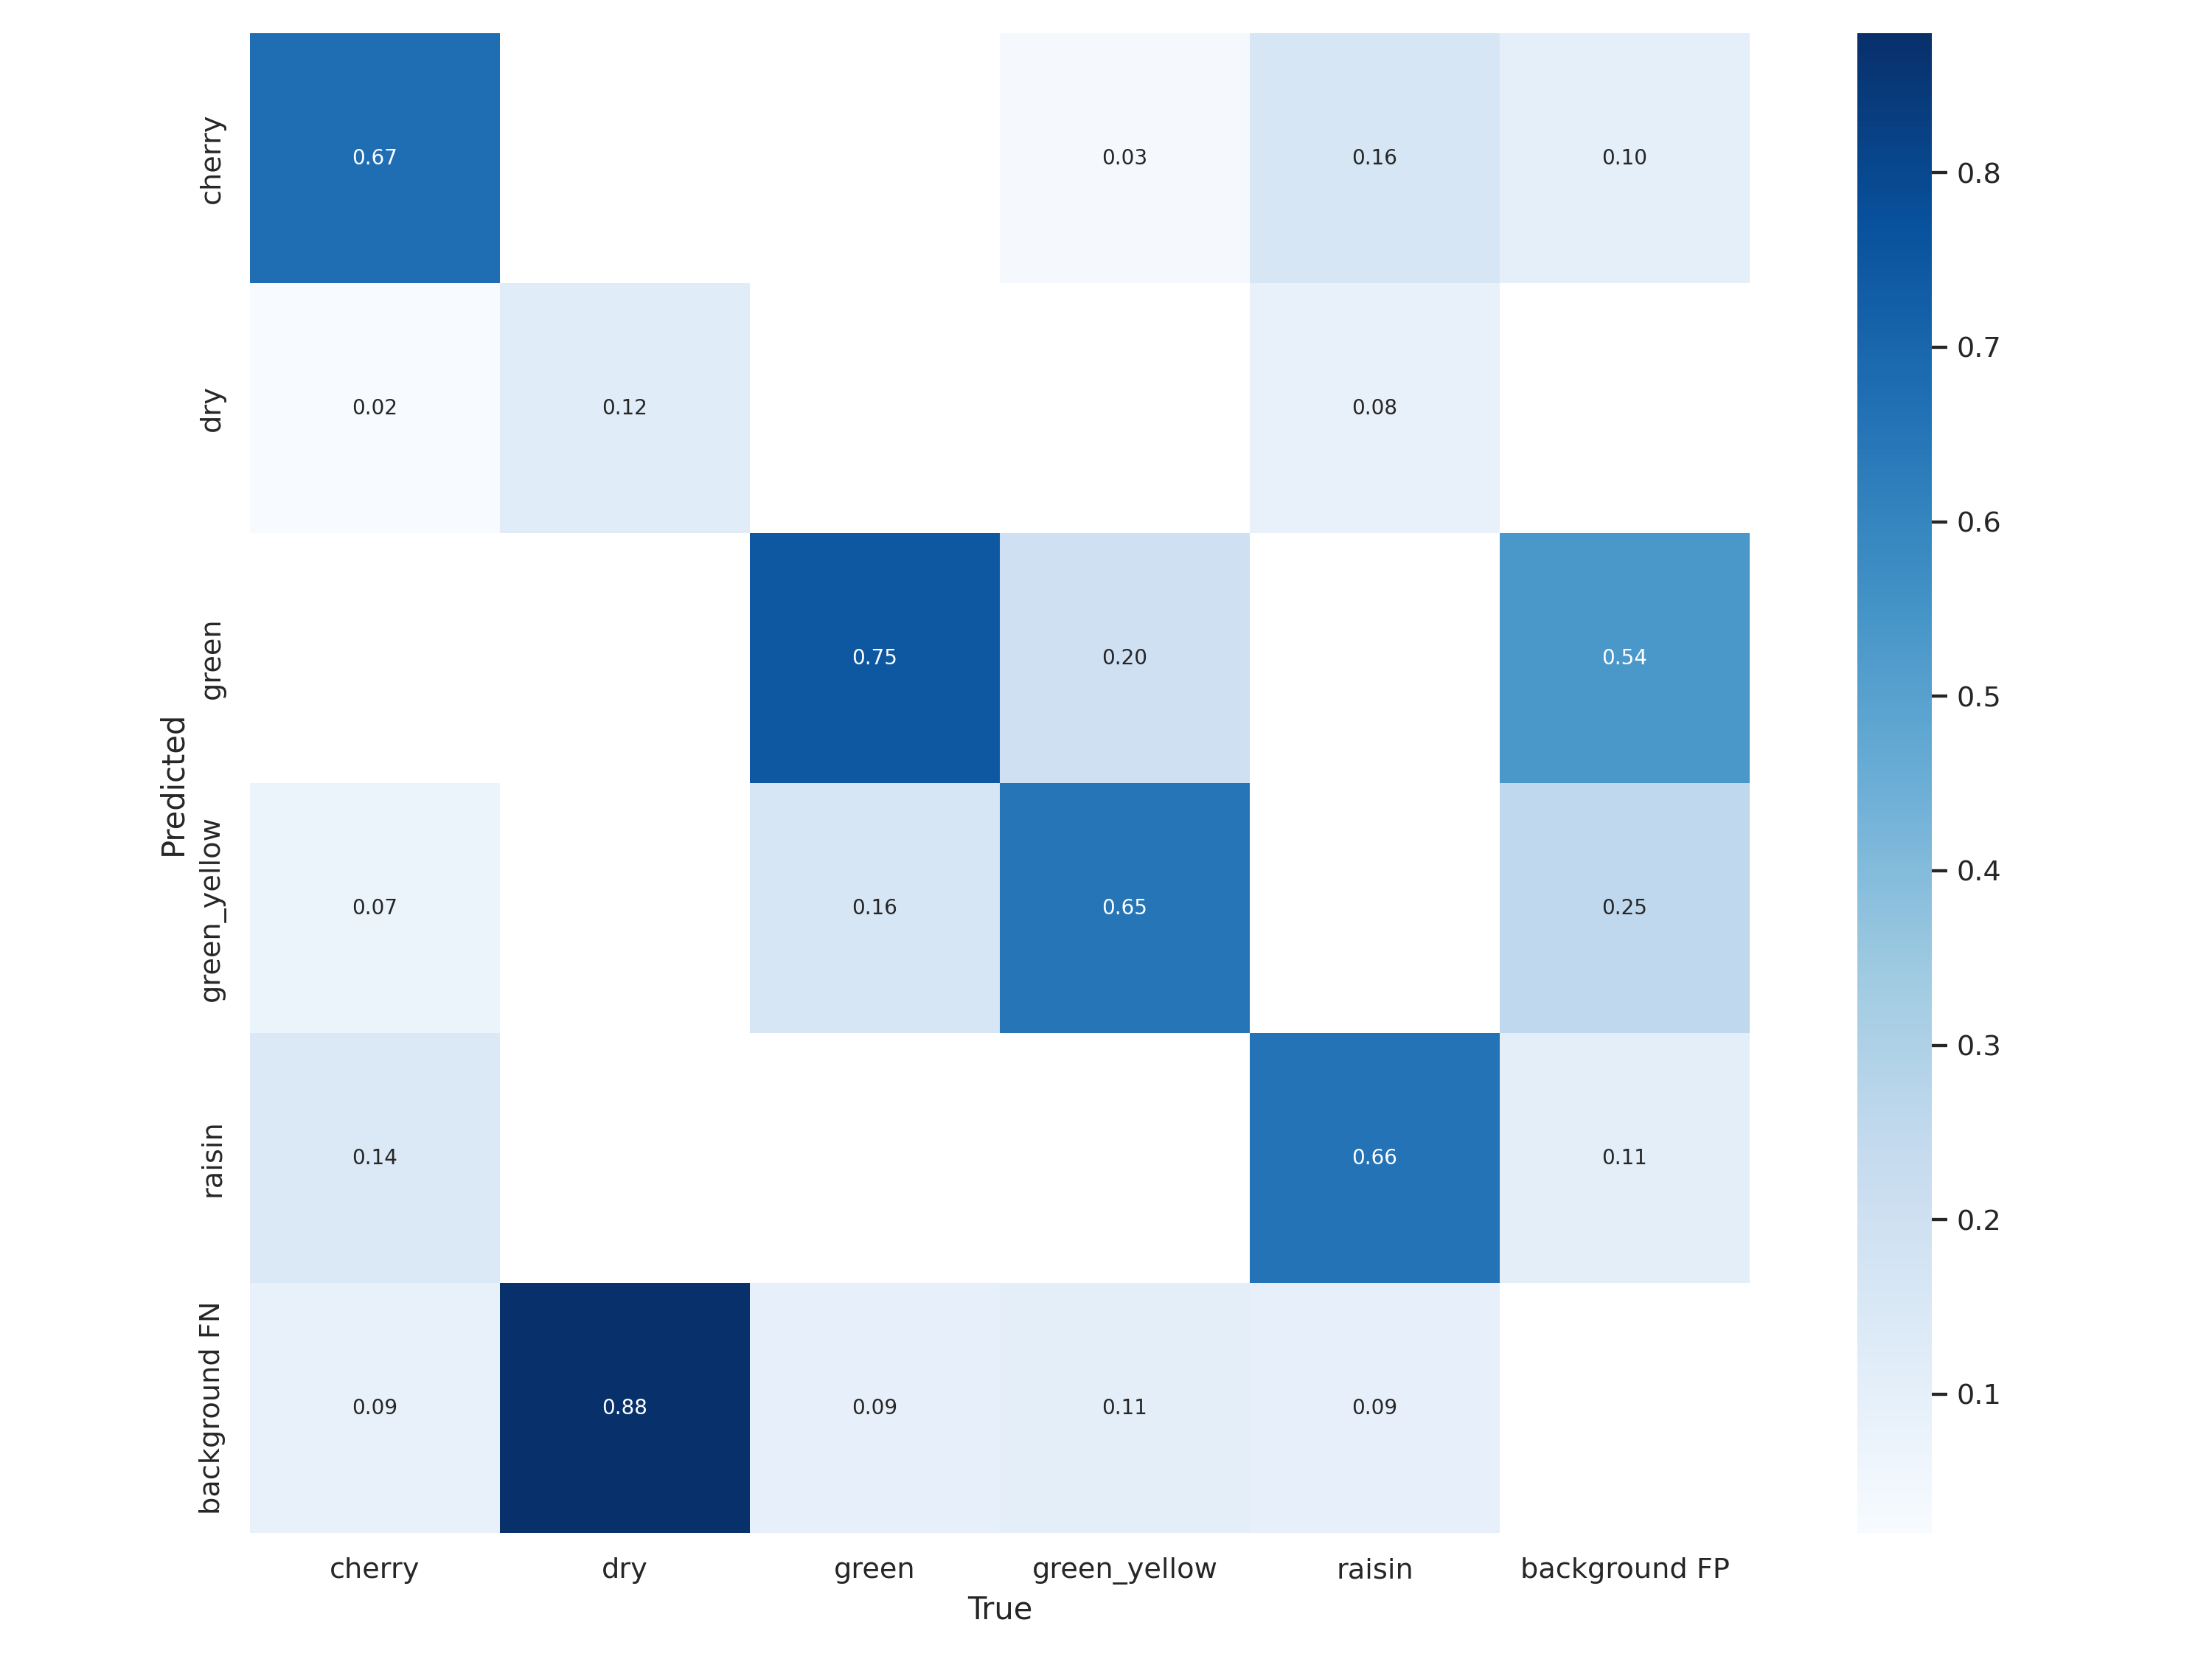 cherry
0.67
0.03
0.16
0.10
dry
0.02
0.12
0.08
green
0.75
0.20
0.54
green_yellow
0.07
0.16
0.65
0.25
raisin
0.14
0.66
0.11
background FN
0.09
0.88
0.09
0.11
0.09
Predicted
cherry
dry
green
green_yellow
raisin
background FP
True
0.8
0.7
0.6
0.5
0.4
0.3
0.2
0.1